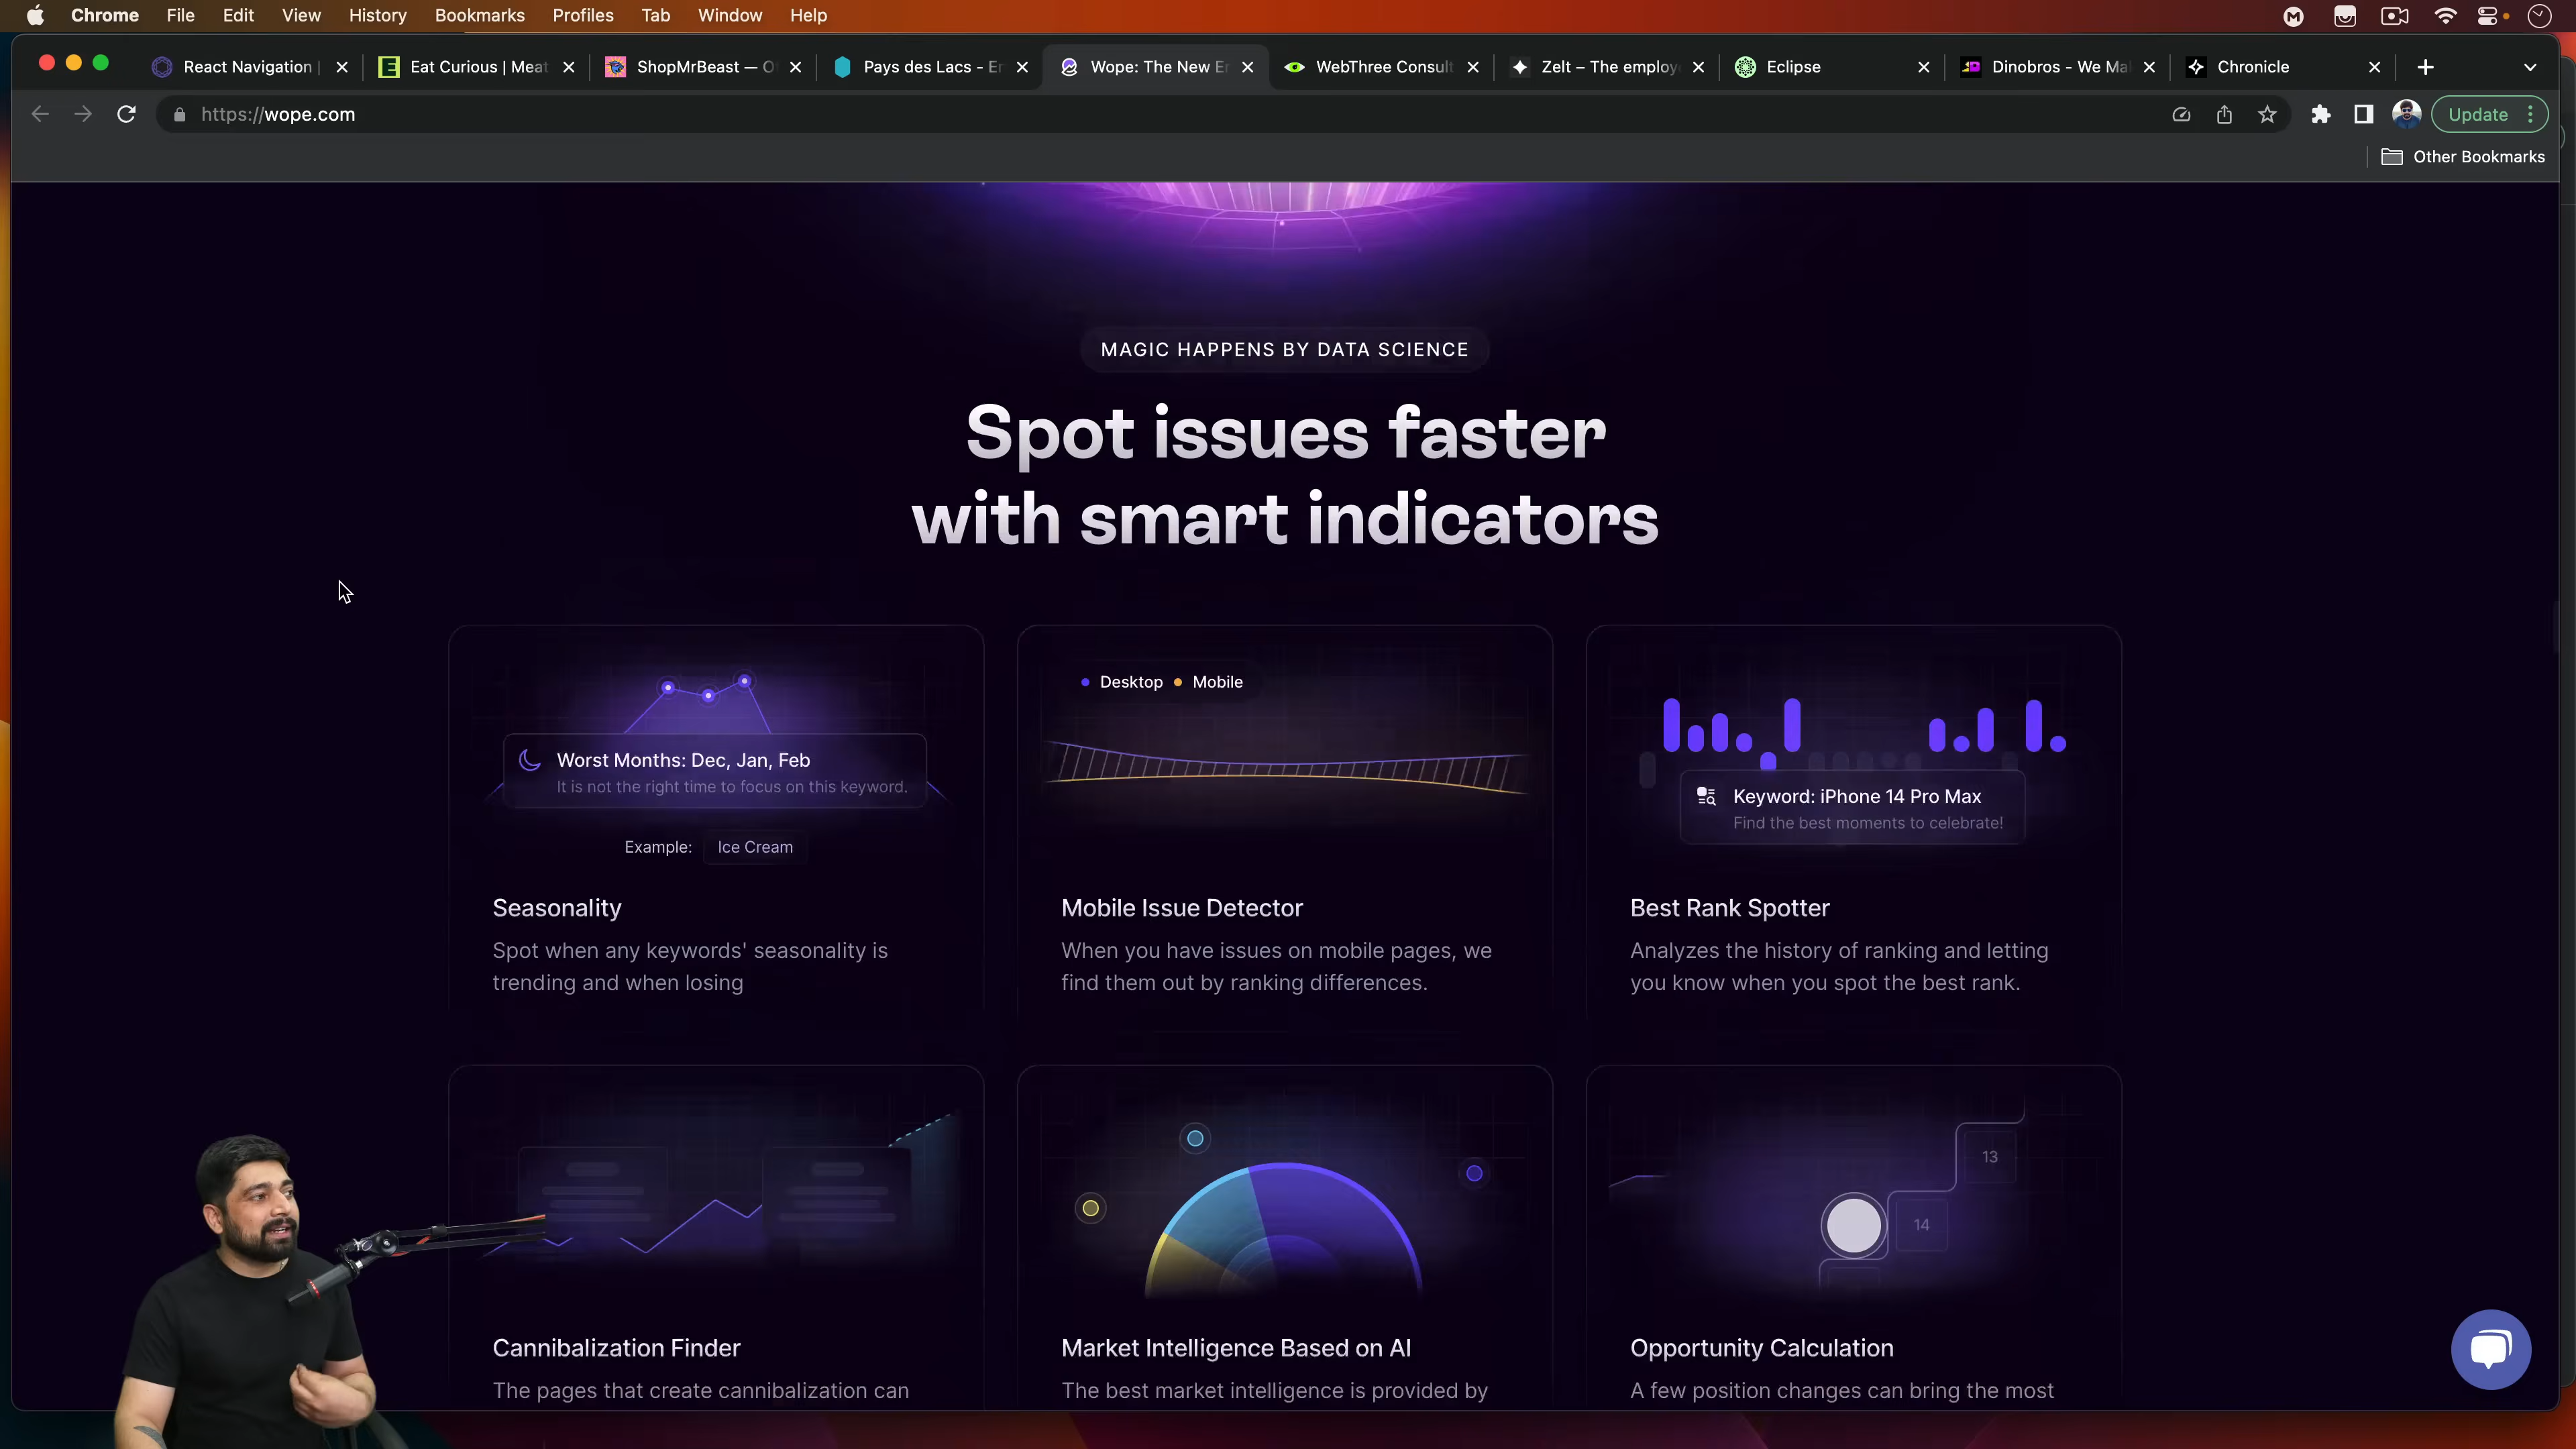 Chrome File Edit View History Bookmarks Profiles Tab Window Help
React Navigation | Eat Curious | Meat ShopMrBeast — O Pays des Lacs - En Wope: The New Er WebThree Consult Zelt – The employ Eclipse Dinobros - We Ma Chronicle
https://wope.com Update
Other Bookmarks
MAGIC HAPPENS BY DATA SCIENCE
Spot issues faster
with smart indicators
Worst Months: Dec, Jan, Feb
It is not the right time to focus on this keyword.
Example: Ice Cream
Seasonality
Spot when any keywords' seasonality is
trending and when losing
Desktop Mobile
Mobile Issue Detector
When you have issues on mobile pages, we
find them out by ranking differences.
Keyword: iPhone 14 Pro Max
Find the best moments to celebrate!
Best Rank Spotter
Analyzes the history of ranking and letting
you know when you spot the best rank.
Cannibalization Finder
The pages that create cannibalization can
Market Intelligence Based on AI
The best market intelligence is provided by
13
14
Opportunity Calculation
A few position changes can bring the most